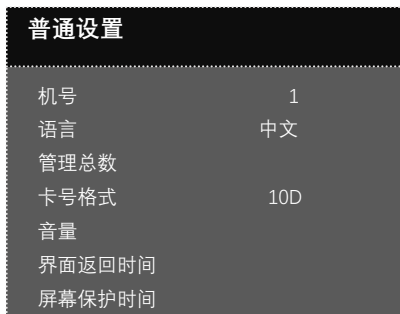 普通设置
机号 1
语言 中文
管理总数
卡号格式 10D
音量
界面返回时间
屏幕保护时间